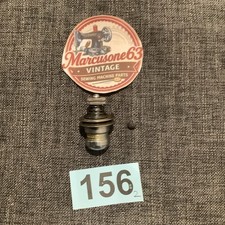 Marcusone63
VINTAGE
SEWING MACHINE PARTS
156